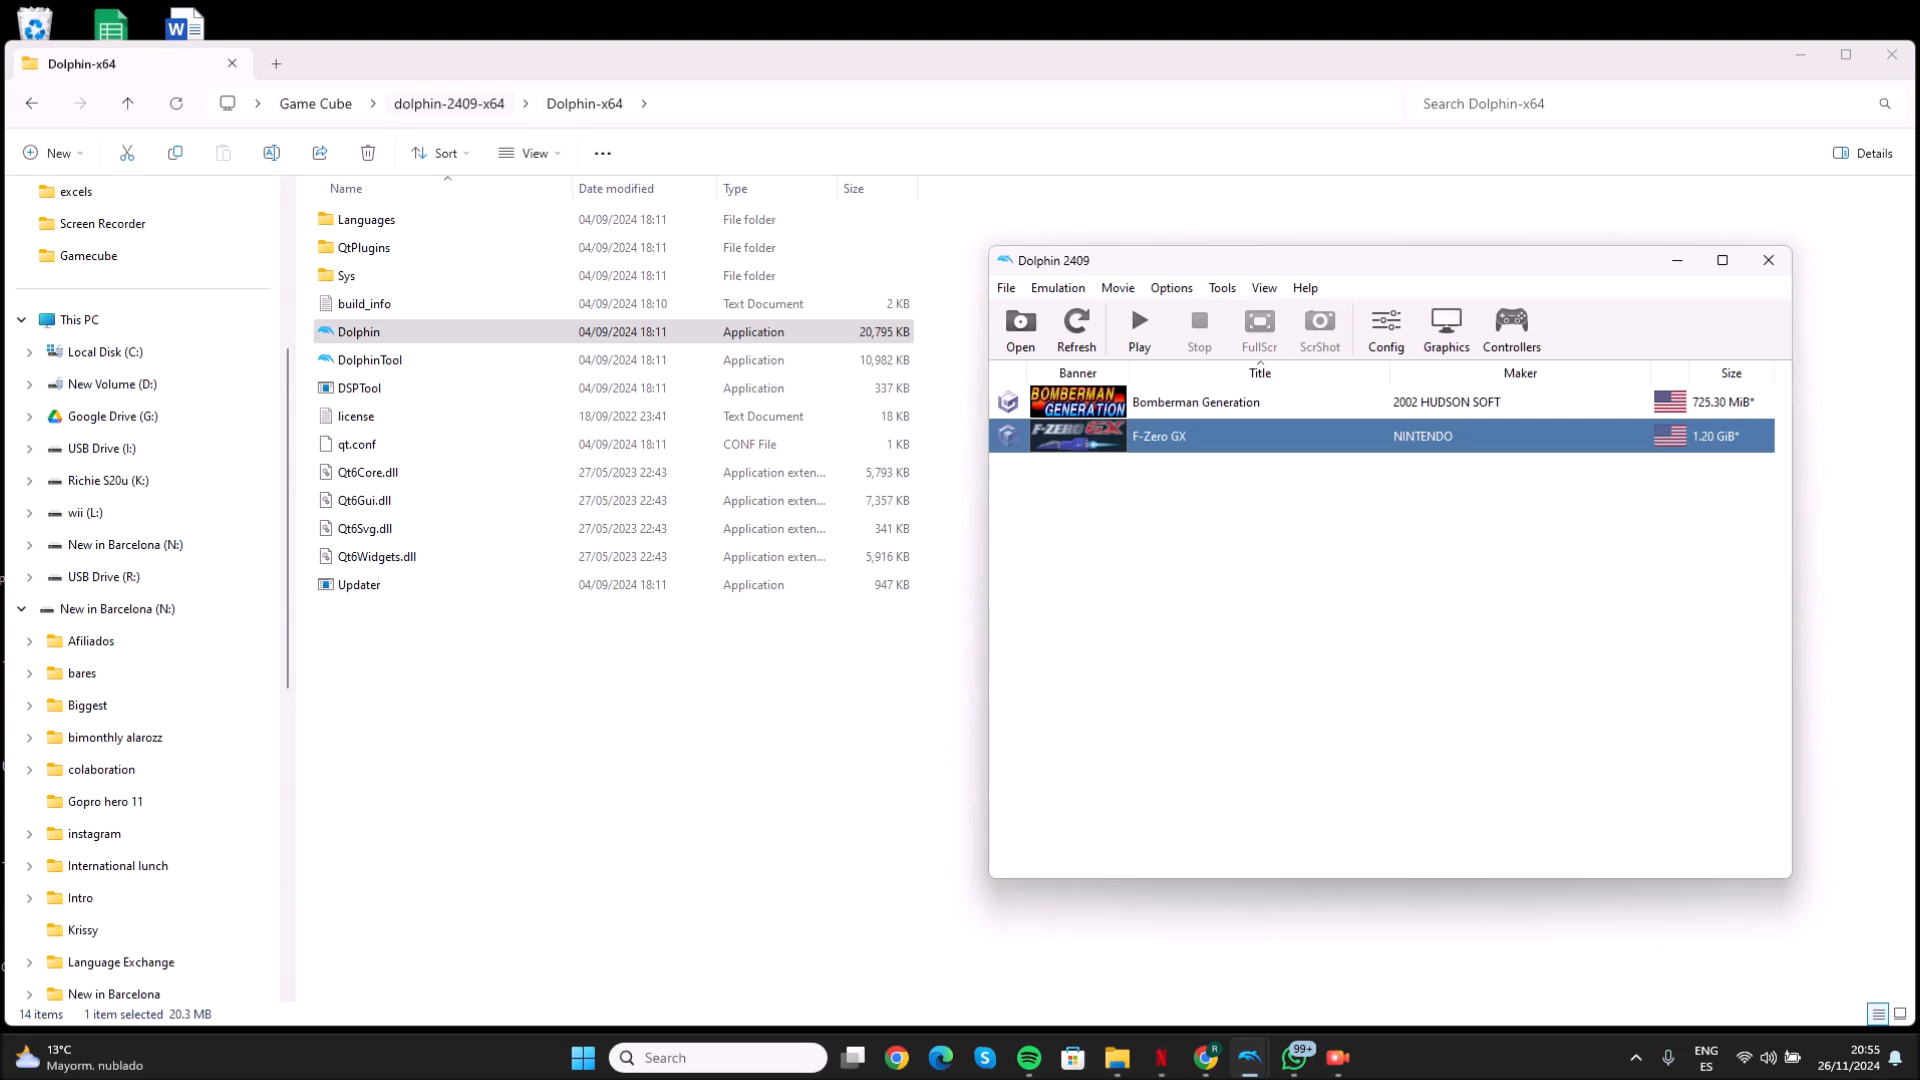 Dolphin-x64
Game Cube
dolphin-2409-x64
Dolphin-x64
Search Dolphin-x64
New
Sort
View
Details
excels
Screen Recorder
Gamecube
This PC
Local Disk (C:)
New Volume (D:)
Google Drive (G:)
USB Drive (I:)
Richie S20u (K:)
wii (L:)
New in Barcelona (N:)
USB Drive (R:)
New in Barcelona (N:)
Afiliados
bares
Biggest
bimonthly alarozz
colaboration
Gopro hero 11
instagram
International lunch
Intro
Krissy
Language Exchange
New in Barcelona
Name Date modified Type Size
Languages 04/09/2024 18:11 File folder
QtPlugins 04/09/2024 18:11 File folder
Sys 04/09/2024 18:11 File folder
build_info 04/09/2024 18:10 Text Document 2 KB
Dolphin 04/09/2024 18:11 Application 20,795 KB
DolphinTool 04/09/2024 18:11 Application 10,982 KB
DSPTool 04/09/2024 18:11 Application 337 KB
license 18/09/2022 23:41 Text Document 18 KB
qt.conf 04/09/2024 18:11 CONF File 1 KB
Qt6Core.dll 27/05/2023 22:43 Application exten... 5,793 KB
Qt6Gui.dll 27/05/2023 22:43 Application exten... 7,357 KB
Qt6Svg.dll 27/05/2023 22:43 Application exten... 341 KB
Qt6Widgets.dll 27/05/2023 22:43 Application exten... 5,916 KB
Updater 04/09/2024 18:11 Application 947 KB
Dolphin 2409
File Emulation Movie Options Tools View Help
Open Refresh Play Stop FullScr ScrShot Config Graphics Controllers
Banner Title Maker Size
BOMBERMAN GENERATION Bomberman Generation 2002 HUDSON SOFT 725.30 MiB*
F-ZERO GX F-Zero GX NINTENDO 1.20 GiB*
14 items 1 item selected 20.3 MB
13°C
Mayorm. nublado
Search
R
99+
ENG
ES
20:55
26/11/2024